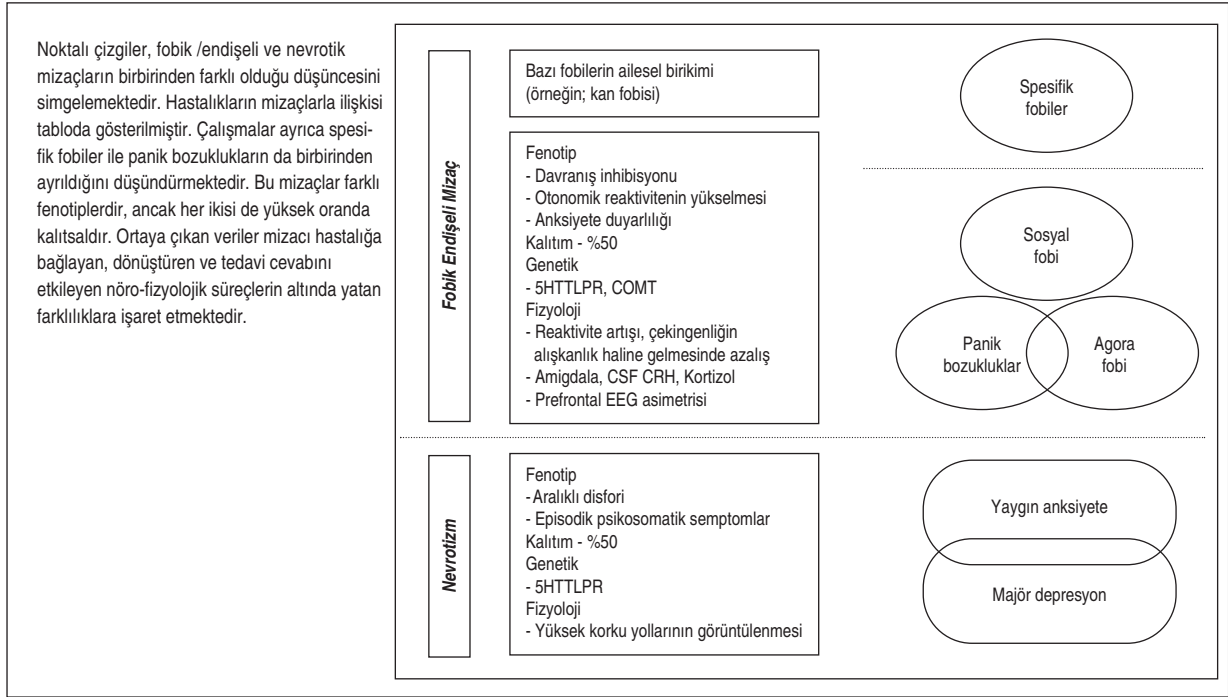 Noktalı çizgiler, fobik /endişeli ve nevrotik
mizaçların birbirinden farklı olduğu düşüncesini
simgelemektedir. Hastalıkların mizaçlarla ilişkisi
tabloda gösterilmiştir. Çalışmalar ayrıca spesi-
fik fobiler ile panik bozuklukların da birbirinden
ayrıldığını düşündürmektedir. Bu mizaçlar farklı
fenotiplerdir, ancak her ikisi de yüksek oranda
kalıtsaldır. Ortaya çıkan veriler mizacı hastalığa
bağlayan, dönüştüren ve tedavi cevabını
etkileyen nöro-fizyolojik süreçlerin altında yatan
farklılıklara işaret etmektedir.
Fobik Endişeli Mizaç
Bazı fobilerin ailesel birikimi
(örneğin; kan fobisi)
Fenotip
- Davranış inhibisyonu
- Otonomik reaktivitenin yükselmesi
- Anksiyete duyarlılığı
Kalıtım - %50
Genetik
- 5HTTLPR, COMT
Fizyoloji
- Reaktivite artışı, çekingenliğin
alışkanlık haline gelmesinde azalış
- Amigdala, CSF CRH, Kortizol
- Prefrontal EEG asimetrisi
Spesifik
fobiler
Sosyal
fobi
Panik
bozukluklar
Agora
fobi
Nevrotizm
Fenotip
- Aralıklı disfori
- Episodik psikosomatik semptomlar
Kalıtım - %50
Genetik
- 5HTTLPR
Fizyoloji
- Yüksek korku yollarının görüntülenmesi
Yaygın anksiyete
Majör depresyon